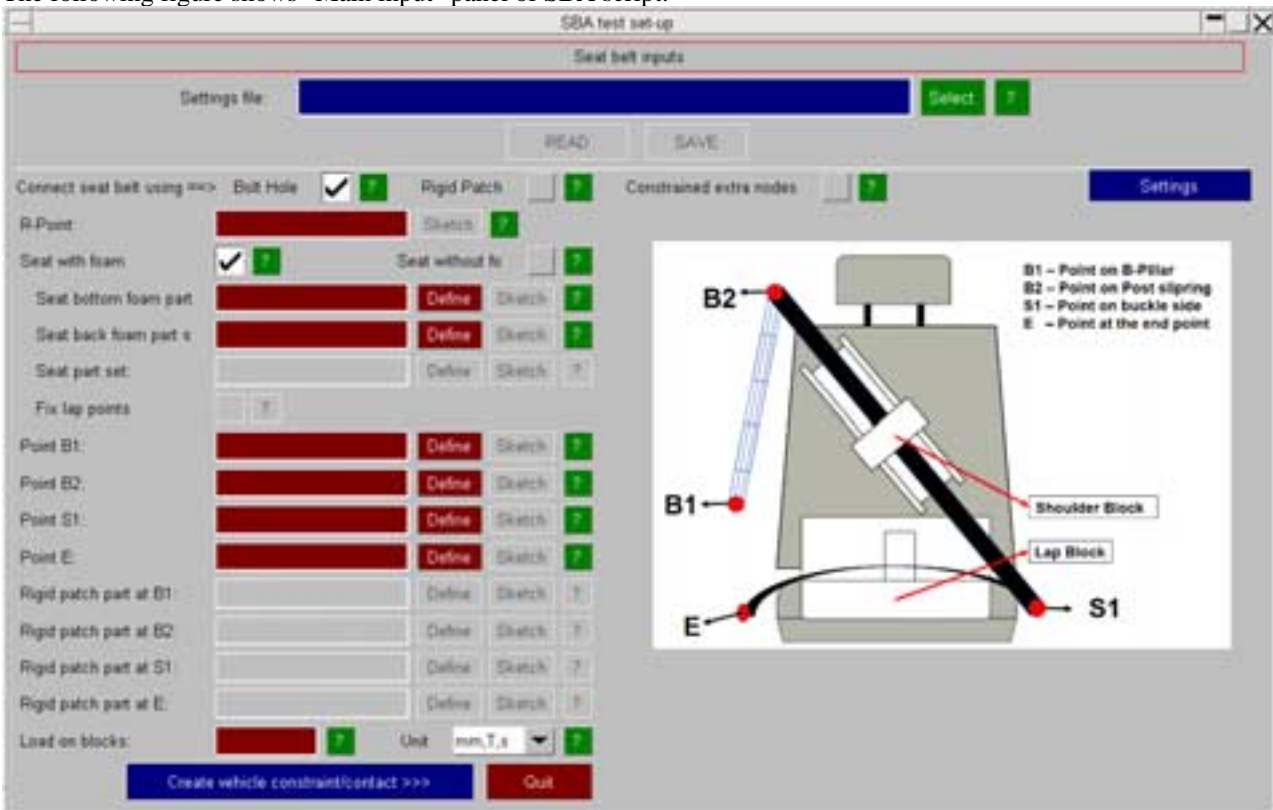 The following figure shows "Main input" panel of SBA script.
SBA test set-up
Seat belt inputs
Settings file: Select ?
READ SAVE
Connect seat belt using ==> Bolt Hole ? Rigid Patch ? Constrained extra nodes ? Settings
R-Point: Sketch ?
Seat with foam ? Seat without fo ?
Seat bottom foam part Define Sketch ?
Seat back foam part s Define Sketch ?
Seat part set: Define Sketch ?
Fix lap points ?
Point B1: Define Sketch ?
Point B2: Define Sketch ?
Point S1: Define Sketch ?
Point E: Define Sketch ?
Rigid patch part at B1: Define Sketch ?
Rigid patch part at B2 Define Sketch ?
Rigid patch part at S1 Define Sketch ?
Rigid patch part at E: Define Sketch ?
Load on blocks: ? Unit mm,T,s ?
Create vehicle constraint/contact >>> Quit
B1 – Point on B-Pillar
B2 – Point on Post slipring
S1 – Point on buckle side
E – Point at the end point
B2
B1
Shoulder Block
Lap Block
E
S1